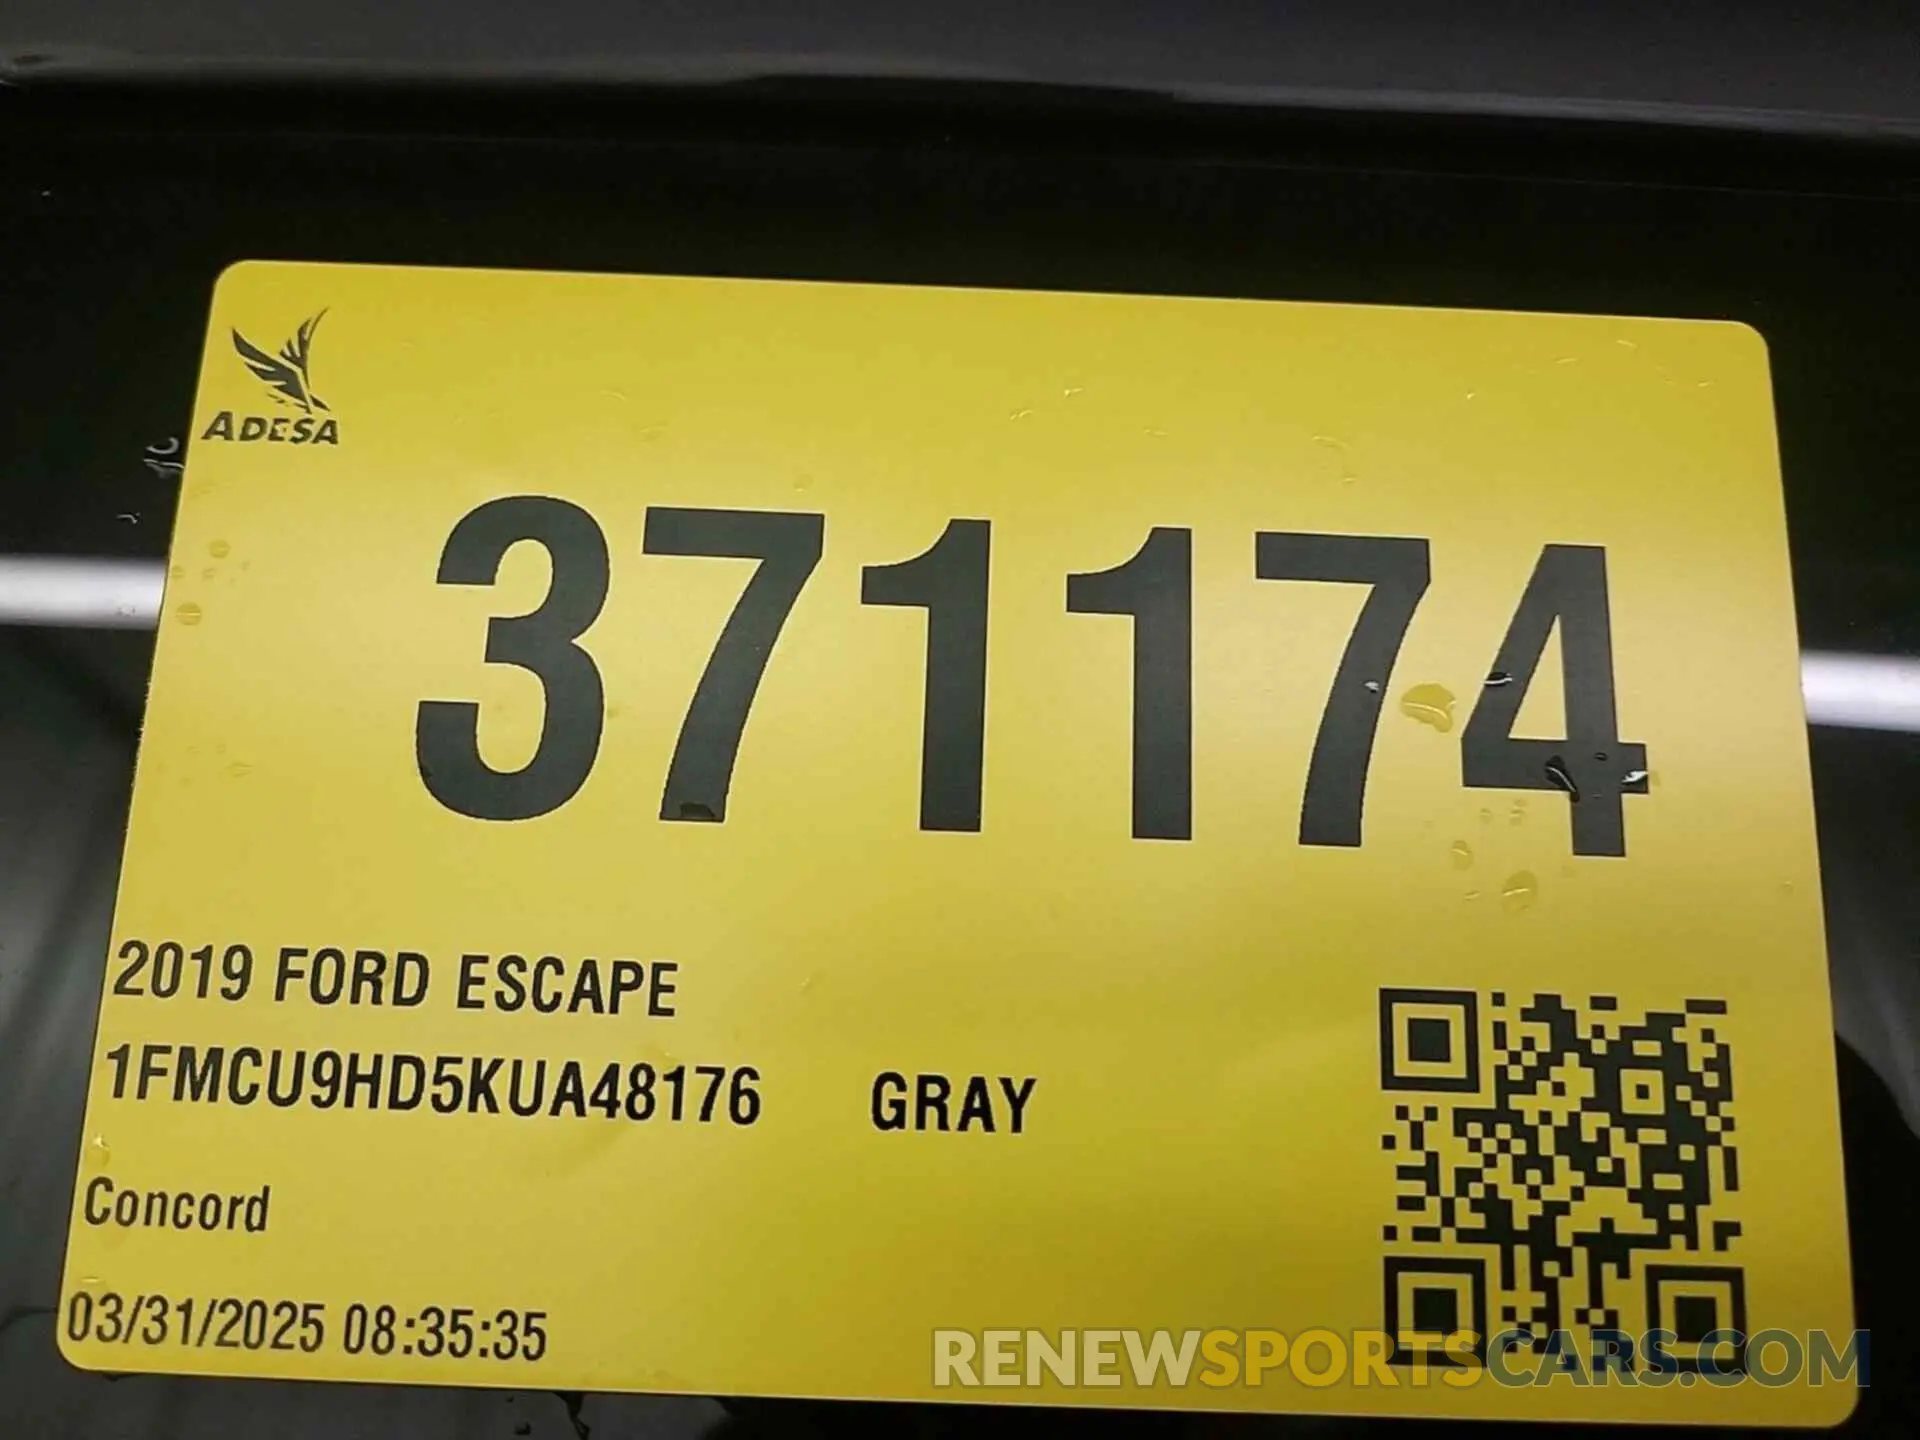 ADESA
371174
2019 FORD ESCAPE
1FMCU9HD5KUA48176 GRAY
Concord
03/31/2025 08:35:35
RENEWSPORTSCARS.COM